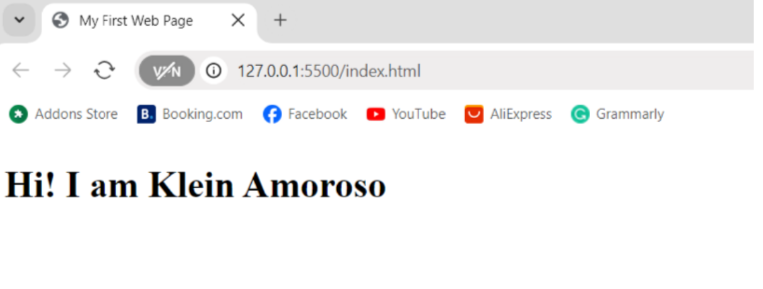 My First Web Page
VPN 127.0.0.1:5500/index.html
Addons Store Booking.com Facebook YouTube AliExpress Grammarly
Hi! I am Klein Amoroso